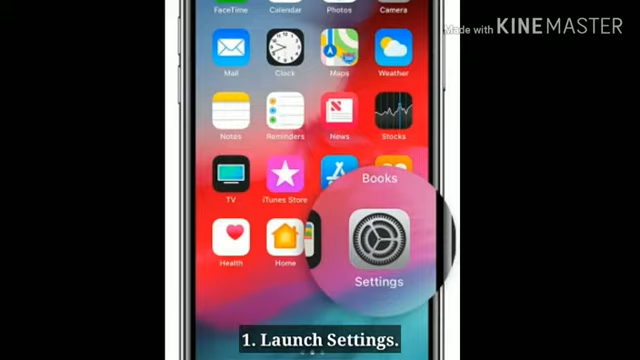 FaceTime Calendar Photos Camera
Made with KINEMASTER
Mail Clock Maps Weather
Notes Reminders News Stocks
Books
TV iTunes Store
Health Home Settings
1. Launch Settings.